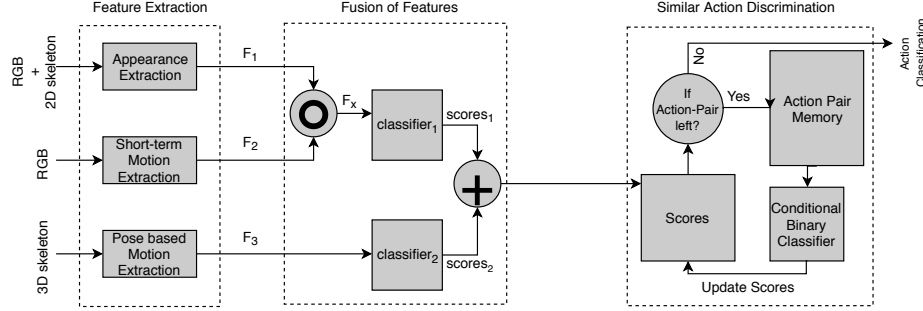 Feature Extraction
Fusion of Features
Similar Action Discrimination
RGB
+
2D skeleton
Appearance
Extraction
F1
RGB
Short-term
Motion
Extraction
F2
3D skeleton
Pose based
Motion
Extraction
F3
Fx
classifier1
scores1
+
classifier2
scores2
Scores
If
Action-Pair
left?
No
Yes
Action Pair
Memory
Conditional
Binary
Classifier
Update Scores
Action
Classification